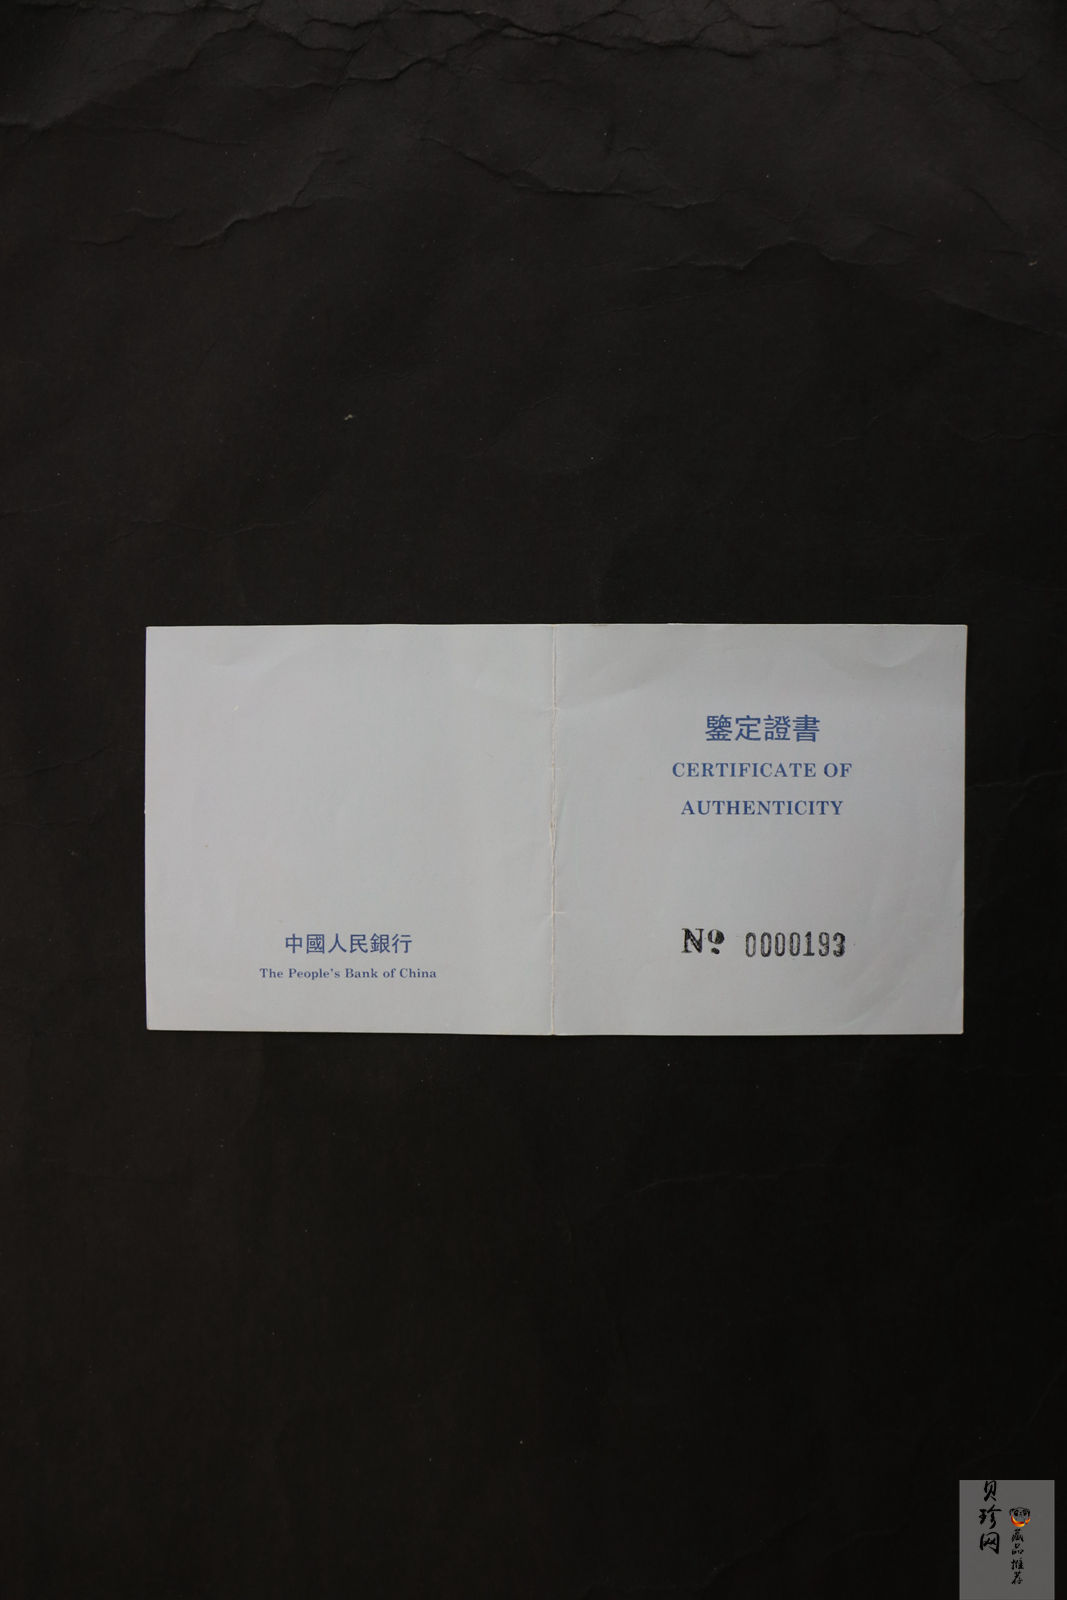 鑒定證書
CERTIFICATE OF
AUTHENTICITY
№ 0000193
中國人民銀行
The People's Bank of China
贝珍网
藏品推荐